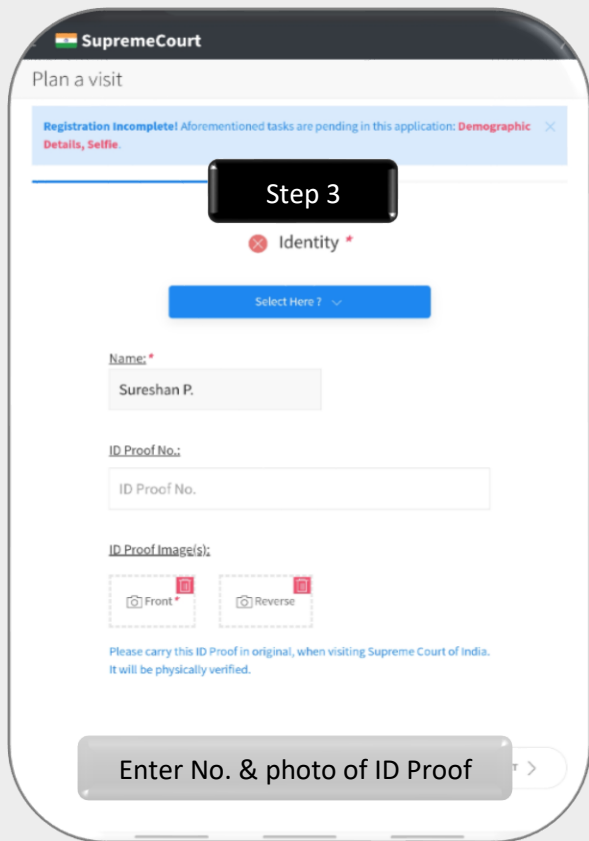 SupremeCourt
Plan a visit
Registration Incomplete! Aforementioned tasks are pending in this application: Demographic
Details, Selfie.
Step 3
Identity *
Select Here ?
Name: *
Sureshan P.
ID Proof No.:
ID Proof No.
ID Proof Image(s):
Front *
Reverse
Please carry this ID Proof in original, when visiting Supreme Court of India.
It will be physically verified.
Enter No. & photo of ID Proof